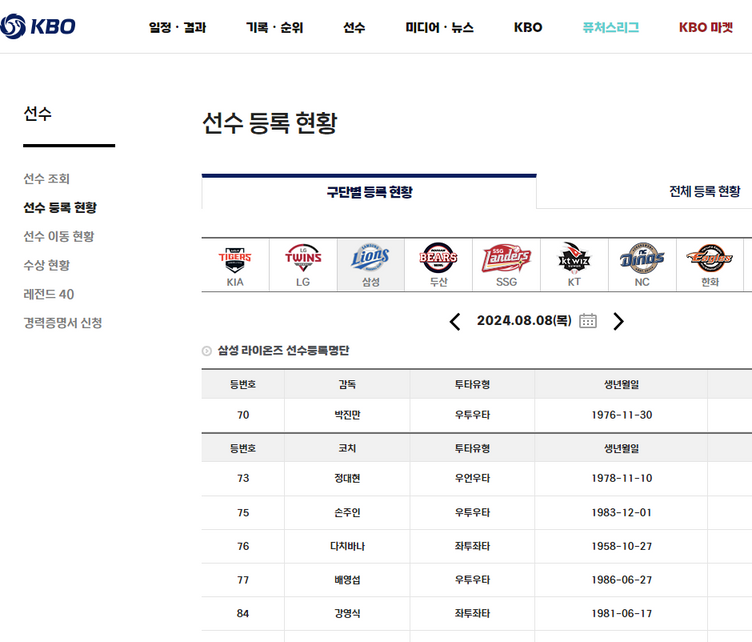 KBO
일정 · 결과 기록 · 순위 선수 미디어 · 뉴스 KBO 퓨처스리그 KBO 마켓
선수
선수 조회
선수 등록 현황
선수 이동 현황
수상 현황
레전드 40
경력증명서 신청
선수 등록 현황
구단별 등록 현황 전체 등록 현황
TIGERS LG TWINS SAMSUNG Lions BEARS SSG Landers kt wiz NC Dinos Eagles
KIA LG 삼성 두산 SSG KT NC 한화
2024.08.08(목)
삼성 라이온즈 선수등록명단
등번호 감독 투타유형 생년월일
70 박진만 우투우타 1976-11-30
등번호 코치 투타유형 생년월일
73 정대현 우언우타 1978-11-10
75 손주인 우투우타 1983-12-01
76 다치바나 좌투좌타 1958-10-27
77 배영섭 우투우타 1986-06-27
84 강영식 좌투좌타 1981-06-17